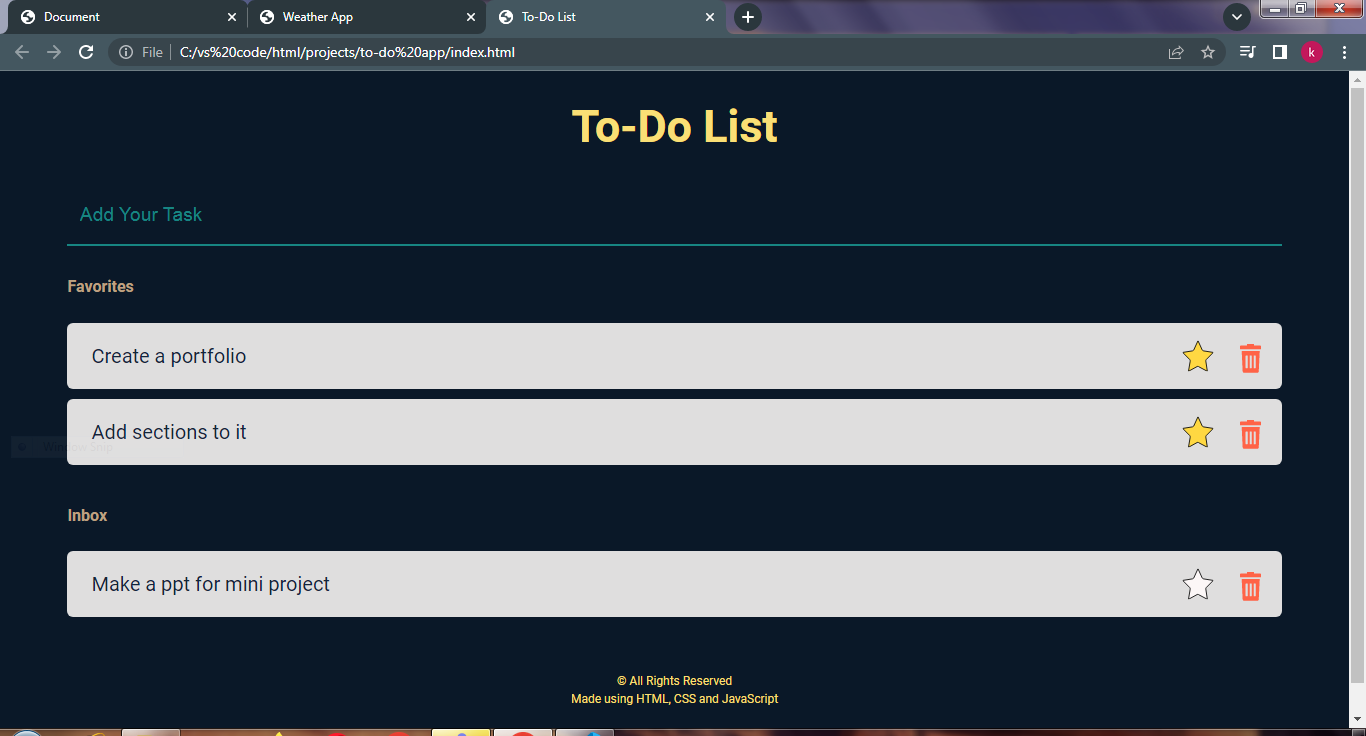 Document
Weather App
To-Do List
File
C:/vs%20code/html/projects/to-do%20app/index.html
k
To-Do List
Add Your Task
Favorites
Create a portfolio
Add sections to it
Inbox
Make a ppt for mini project
© All Rights Reserved
Made using HTML, CSS and JavaScript